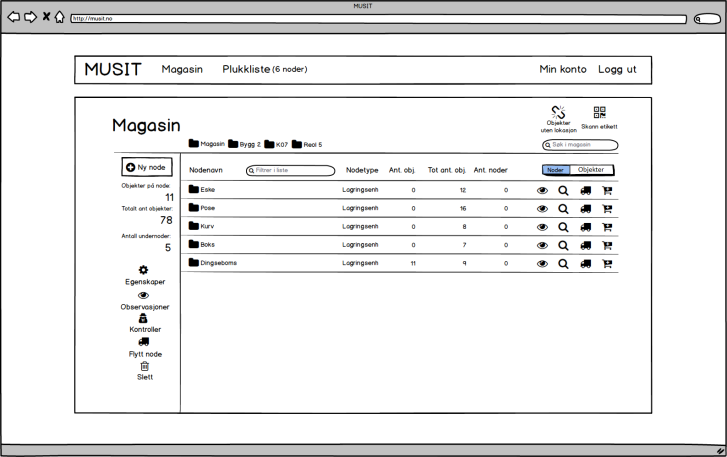 MUSIT
http://musit.no
MUSIT Magasin Plukkliste (6 noder) Min konto Logg ut
Magasin
Objekter uten lokasjon
Skann etikett
Magasin Bygg 2 K07 Reol 5
Søk i magasin
Ny node
Objekter på node:
11
Totalt ant objekter:
78
Antall undernoder:
5
Egenskaper
Observasjoner
Kontroller
Flytt node
Slett
Nodenavn Filtrer i liste Nodetype Ant. obj. Tot ant. obj. Ant. noder Noder Objekter
Eske Lagringsenh 0 12 0
Pose Lagringsenh 0 16 0
Kurv Lagringsenh 0 8 0
Boks Lagringsenh 0 7 0
Dingseboms Lagringsenh 11 9 0